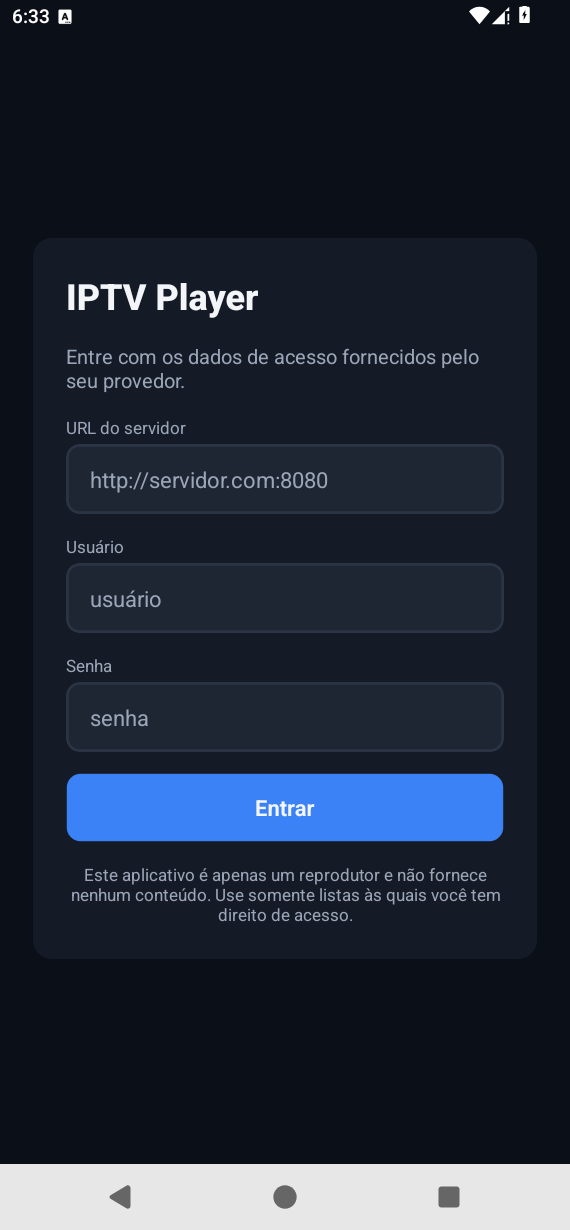 6:33
A
IPTV Player
Entre com os dados de acesso fornecidos pelo
seu provedor.
URL do servidor
http://servidor.com:8080
Usuário
usuário
Senha
senha
Entrar
Este aplicativo é apenas um reprodutor e não fornece
nenhum conteúdo. Use somente listas às quais você tem
direito de acesso.